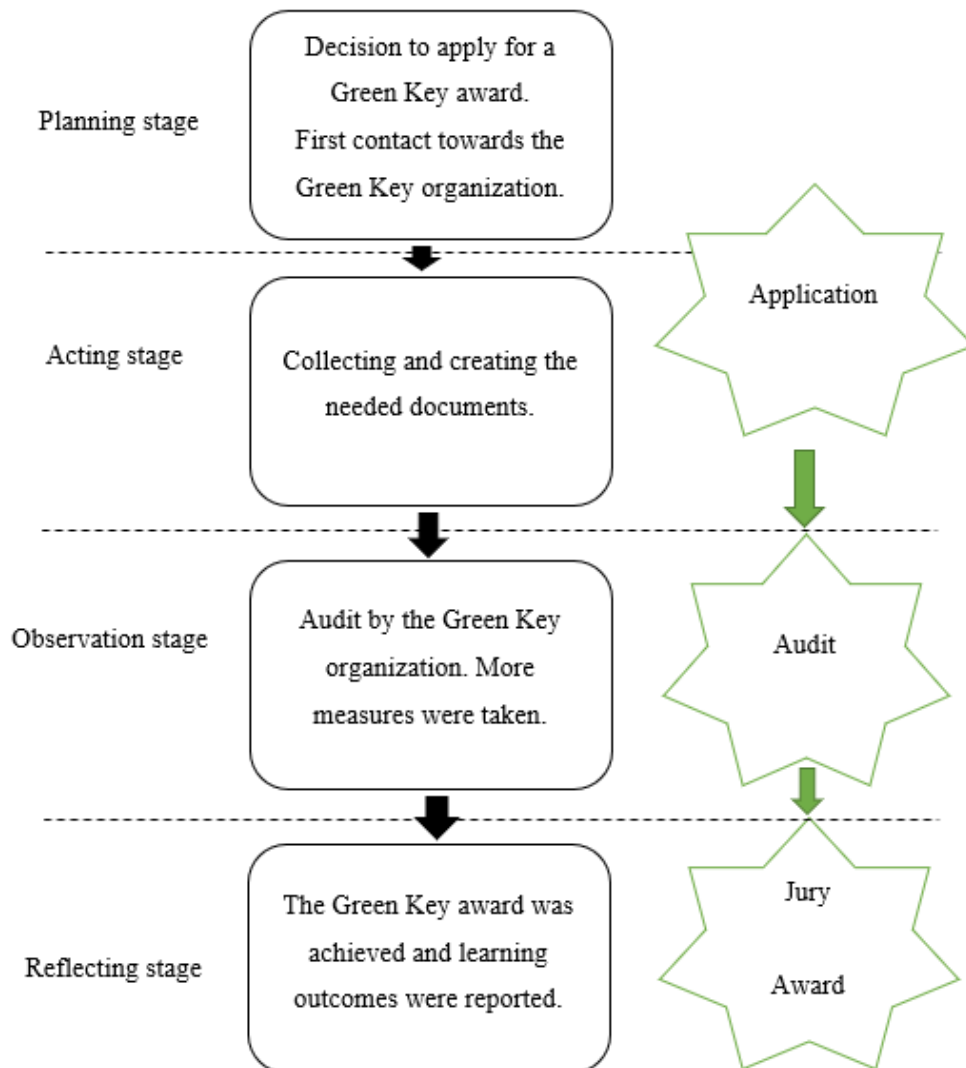 Planning stage
Decision to apply for a
Green Key award.
First contact towards the
Green Key organization.
Application
Acting stage
Collecting and creating the
needed documents.
Observation stage
Audit by the Green Key
organization. More
measures were taken.
Audit
Reflecting stage
The Green Key award was
achieved and learning
outcomes were reported.
Jury
Award